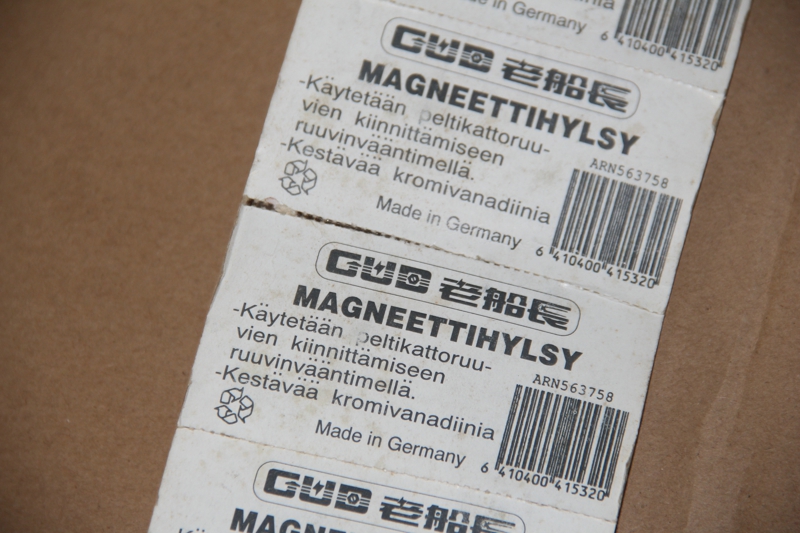 Made in Germany
6 410400 415320
GUD 老船長
MAGNEETTIHYLSY
-Käytetään peltikattoruu-
vien kiinnittämiseen
ruuvinvääntimellä.
-Kestävää kromivanadiinia
ARN563758
Made in Germany
6 410400 415320
GUD 老船長
MAGNEETTIHYLSY
-Käytetään peltikattoruu-
vien kiinnittämiseen
ruuvinvääntimellä.
-Kestävää kromivanadiinia
ARN563758
Made in Germany
6 410400 415320
GUD 老船長